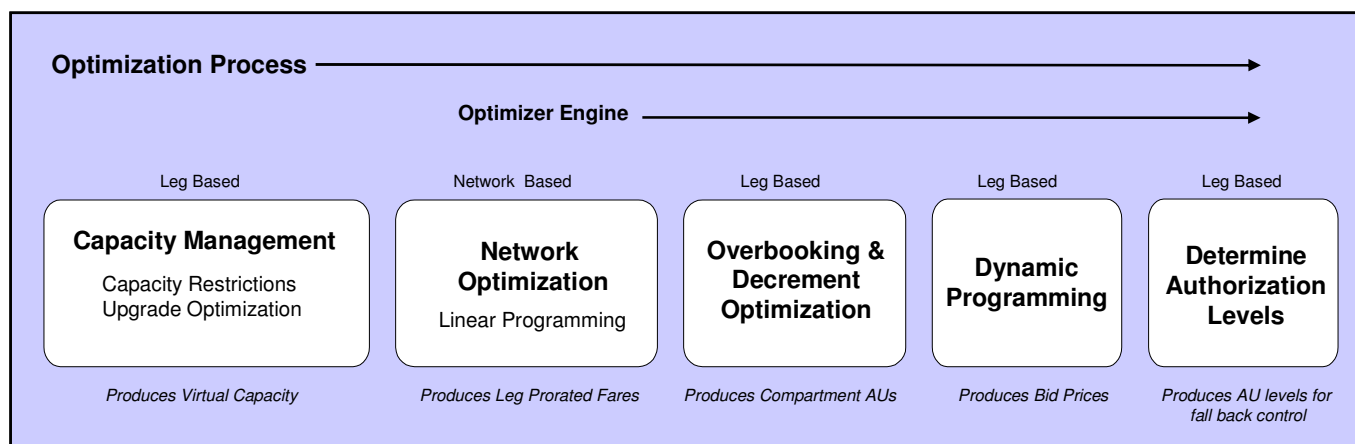 Optimization Process
Optimizer Engine
Leg Based
Network Based
Leg Based
Leg Based
Leg Based
Capacity Management
Capacity Restrictions
Upgrade Optimization
Network
Optimization
Linear Programming
Overbooking &
Decrement
Optimization
Dynamic
Programming
Determine
Authorization
Levels
Produces Virtual Capacity
Produces Leg Prorated Fares
Produces Compartment AUs
Produces Bid Prices
Produces AU levels for
fall back control